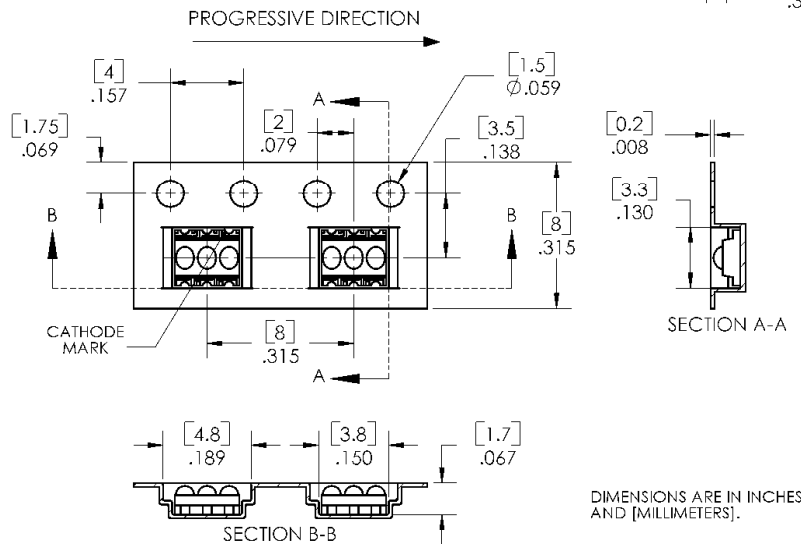 PROGRESSIVE DIRECTION
.3
[4]
.157
A
[1.5]
Ø.059
[1.75]
.069
[2]
.079
[3.5]
.138
[0.2]
.008
B
B
[3.3]
.130
[8]
.315
CATHODE
MARK
[8]
.315
A
SECTION A-A
[4.8]
.189
[3.8]
.150
[1.7]
.067
SECTION B-B
DIMENSIONS ARE IN INCHES
AND [MILLIMETERS].